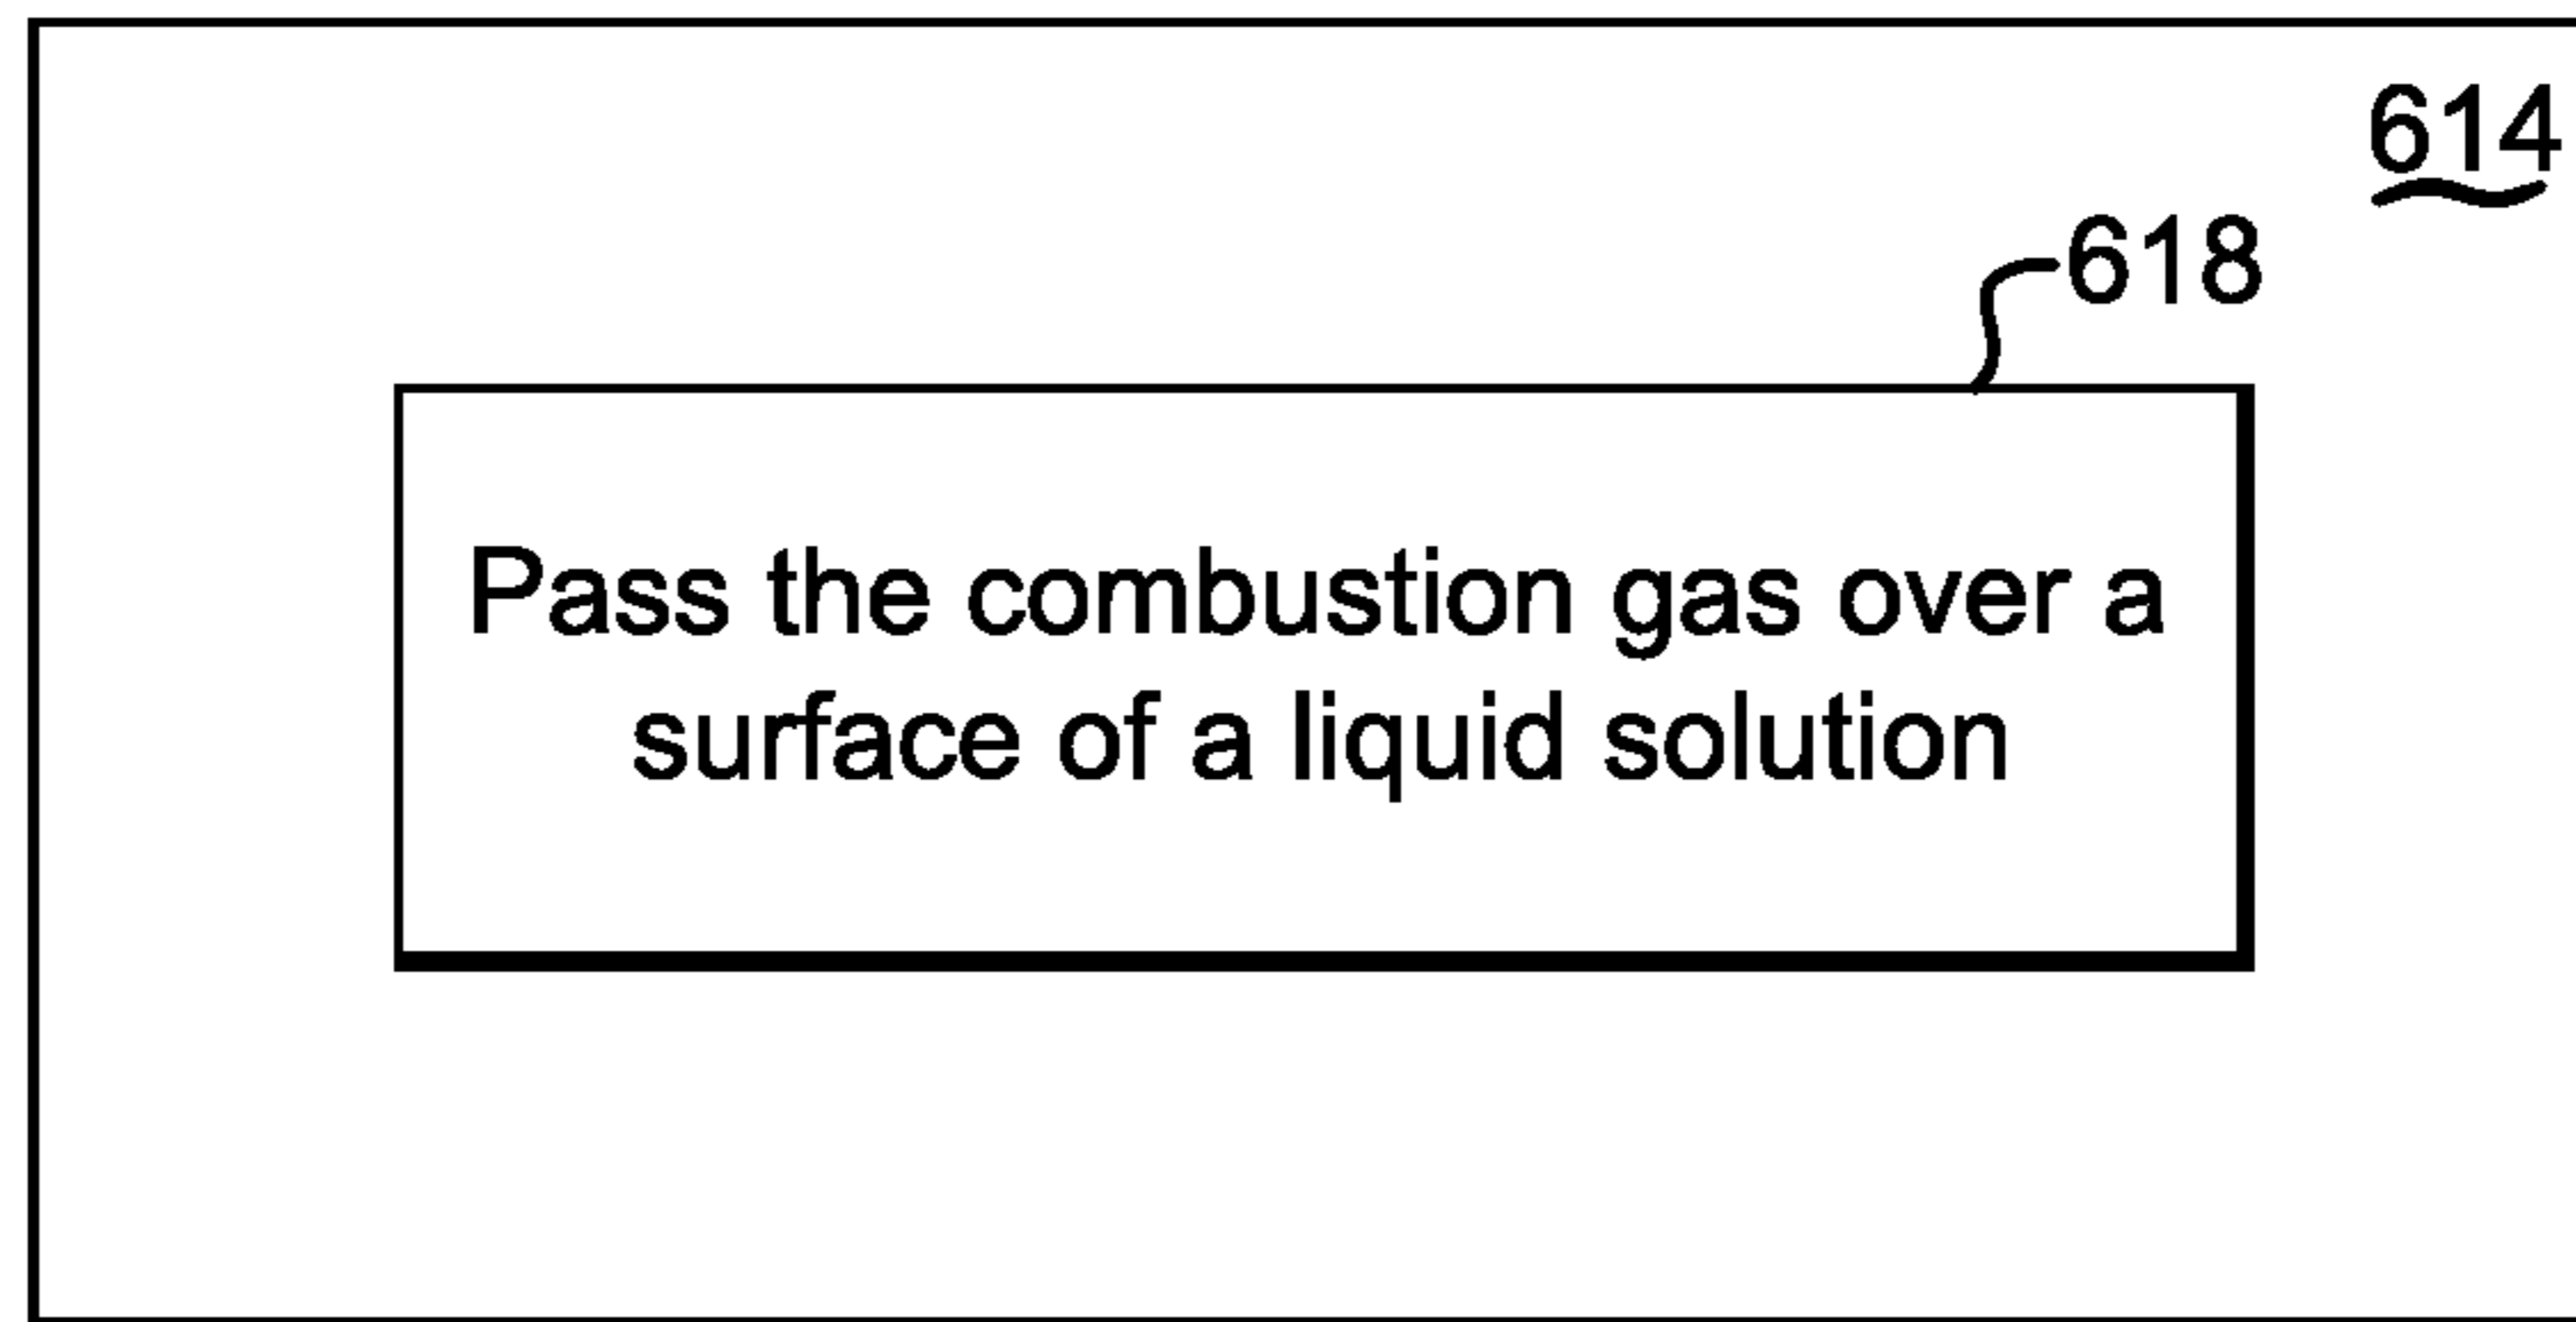 614
618
Pass the combustion gas over a
surface of a liquid solution